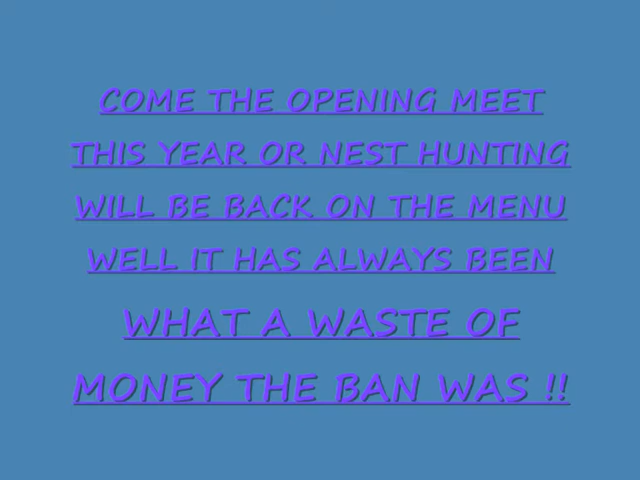 COME THE OPENING MEET
THIS YEAR OR NEST HUNTING
WILL BE BACK ON THE MENU
WELL IT HAS ALWAYS BEEN
WHAT A WASTE OF
MONEY THE BAN WAS !!